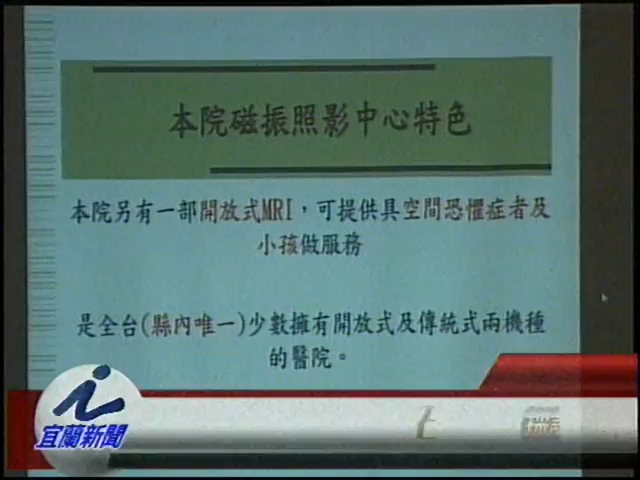 本院磁振照影中心特色
本院另有一部開放式MRI，可提供具空間恐懼症者及
小孩做服務
是全台(縣內唯一)少數擁有開放式及傳統式兩機種
的醫院。
宜蘭新聞